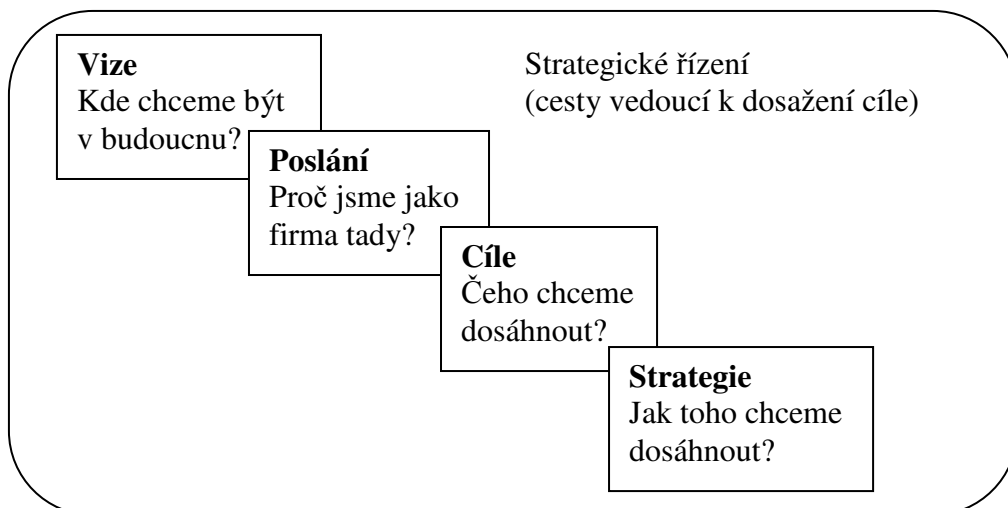 Vize
Kde chceme být
v budoucnu?
Strategické řízení
(cesty vedoucí k dosažení cíle)
Poslání
Proč jsme jako
firma tady?
Cíle
Čeho chceme
dosáhnout?
Strategie
Jak toho chceme
dosáhnout?